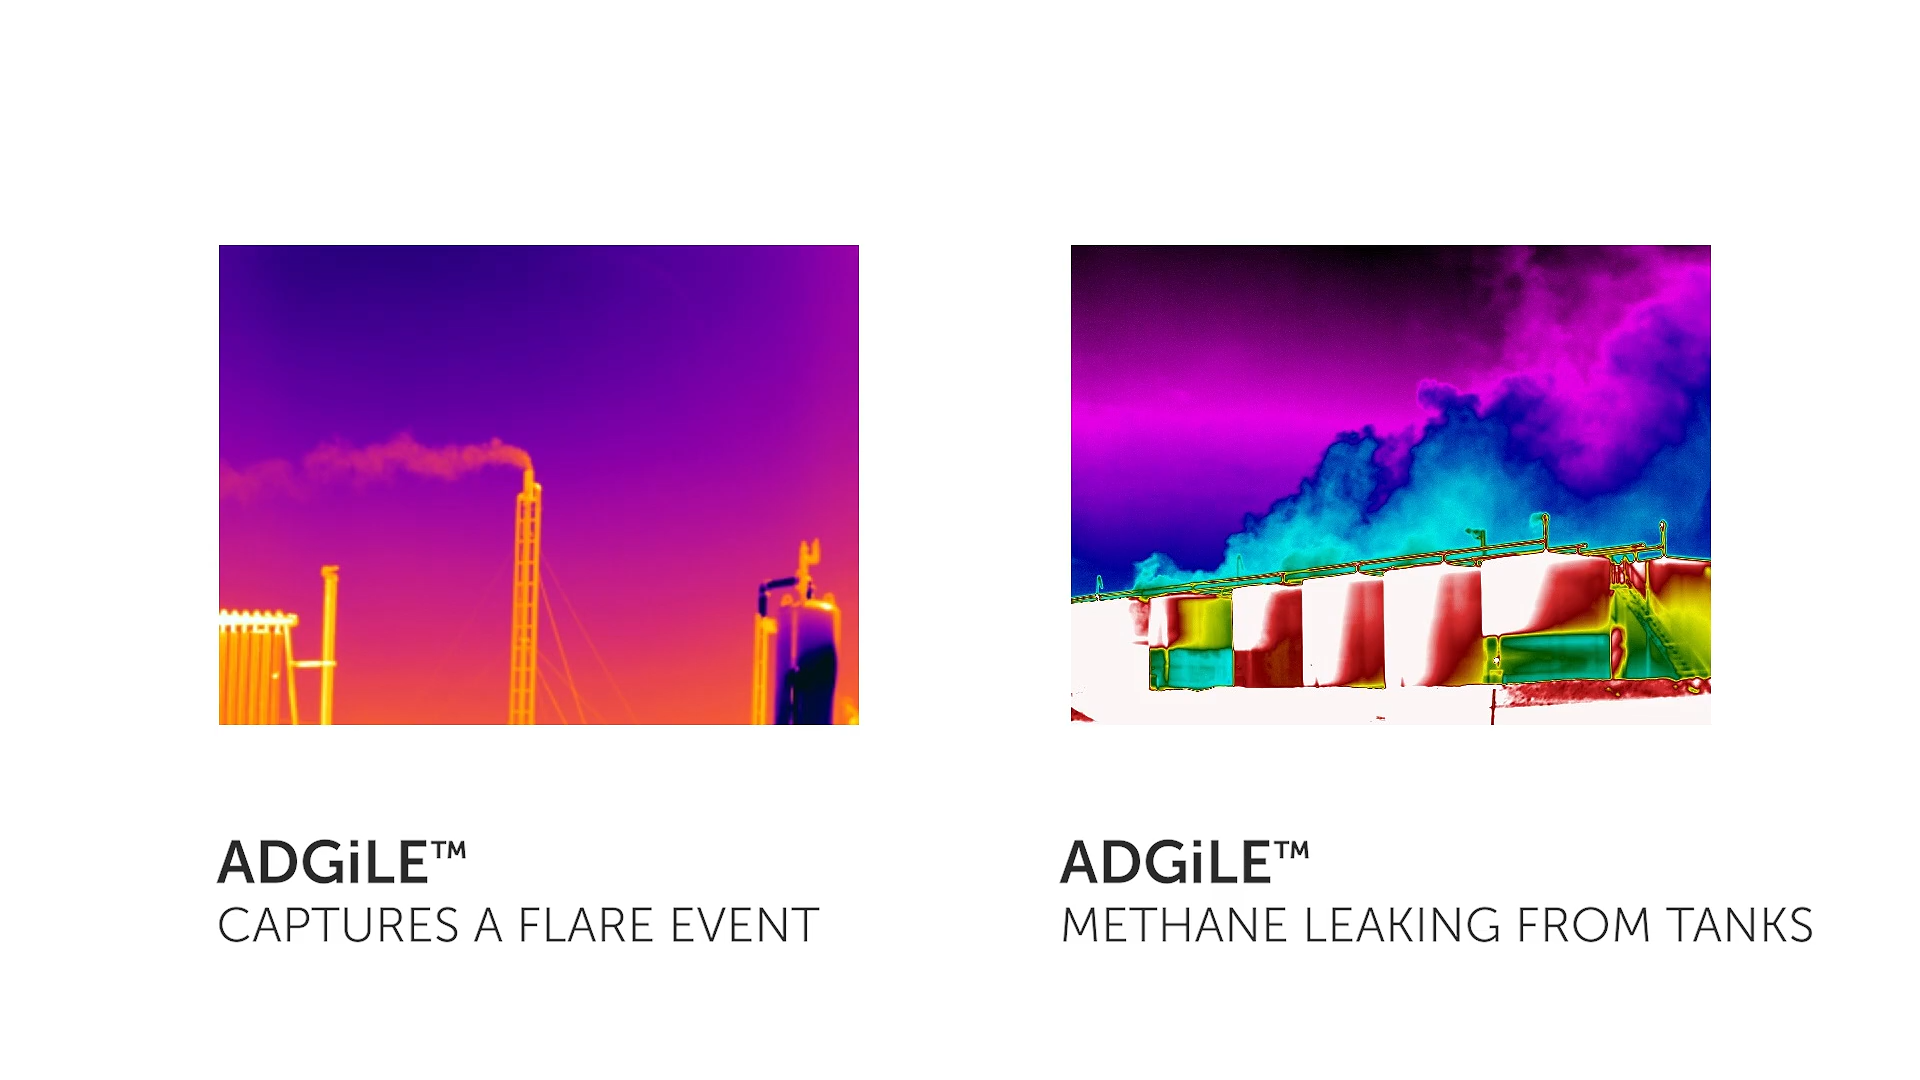 ADGiLE™
CAPTURES A FLARE EVENT
ADGiLE™
METHANE LEAKING FROM TANKS